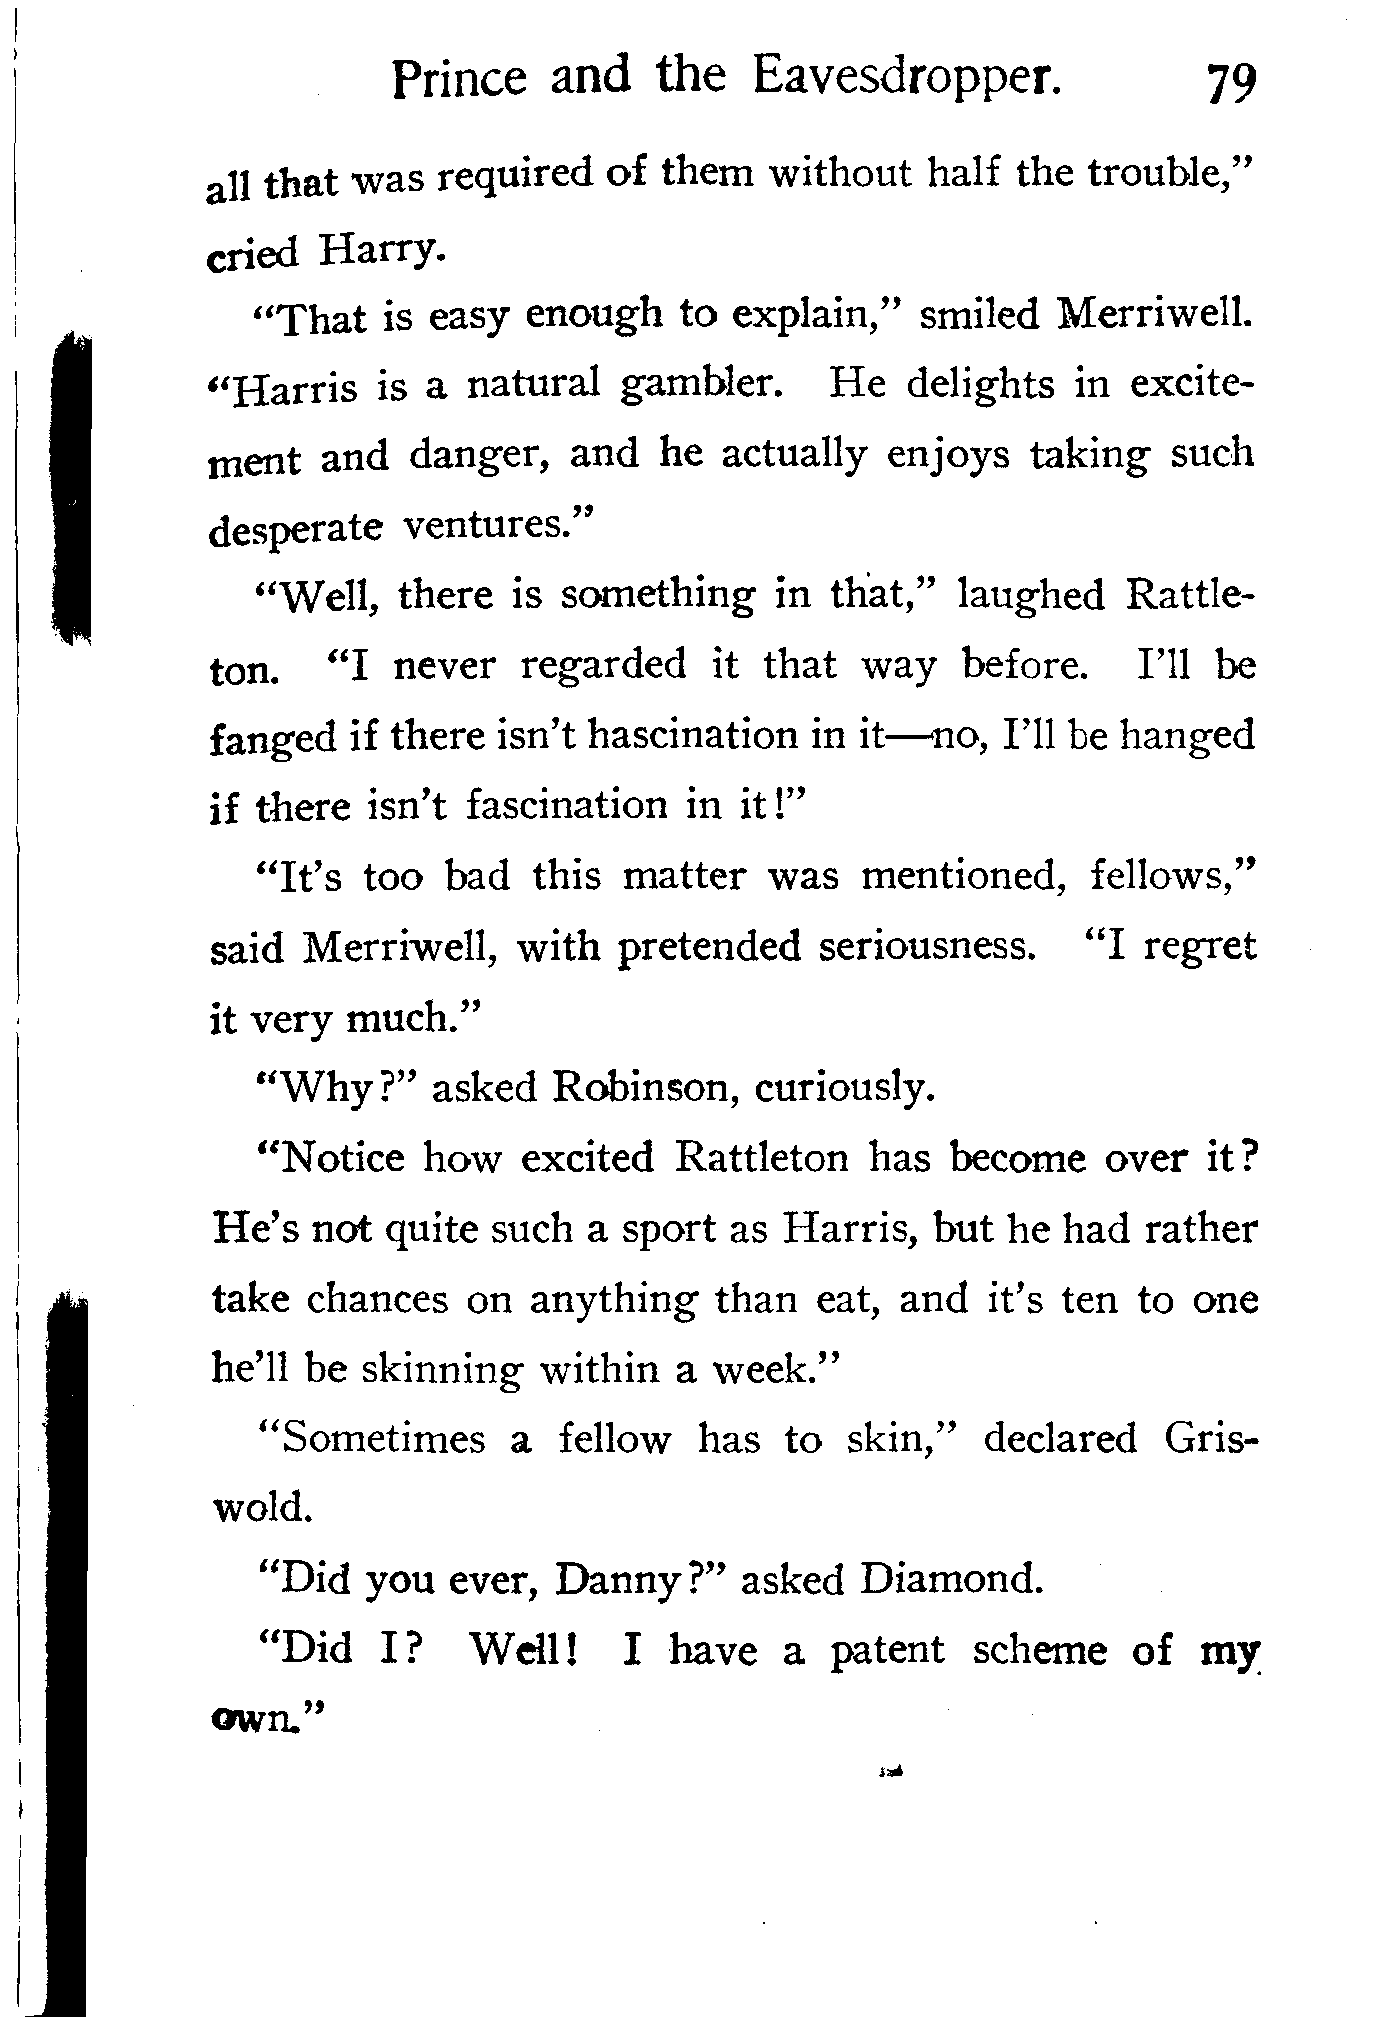 Prince and the Eavesdropper. 79
all that was required of them without half the trouble,”
cried Harry.
“That is easy enough to explain,” smiled Merriwell.
“Harris is a natural gambler. He delights in excite-
ment and danger, and he actually enjoys taking such
desperate ventures.”
“Well, there is something in that,” laughed Rattle-
ton. “I never regarded it that way before. I’ll be
fanged if there isn’t hascination in it—no, I’ll be hanged
if there isn’t fascination in it!”
“It’s too bad this matter was mentioned, fellows,”
said Merriwell, with pretended seriousness. “I regret
it very much.”
“Why?” asked Robinson, curiously.
“Notice how excited Rattleton has become over it?
He’s not quite such a sport as Harris, but he had rather
take chances on anything than eat, and it’s ten to one
he’ll be skinning within a week.”
“Sometimes a fellow has to skin,” declared Gris-
wold.
“Did you ever, Danny?” asked Diamond.
“Did I? Well! I have a patent scheme of my
own.”